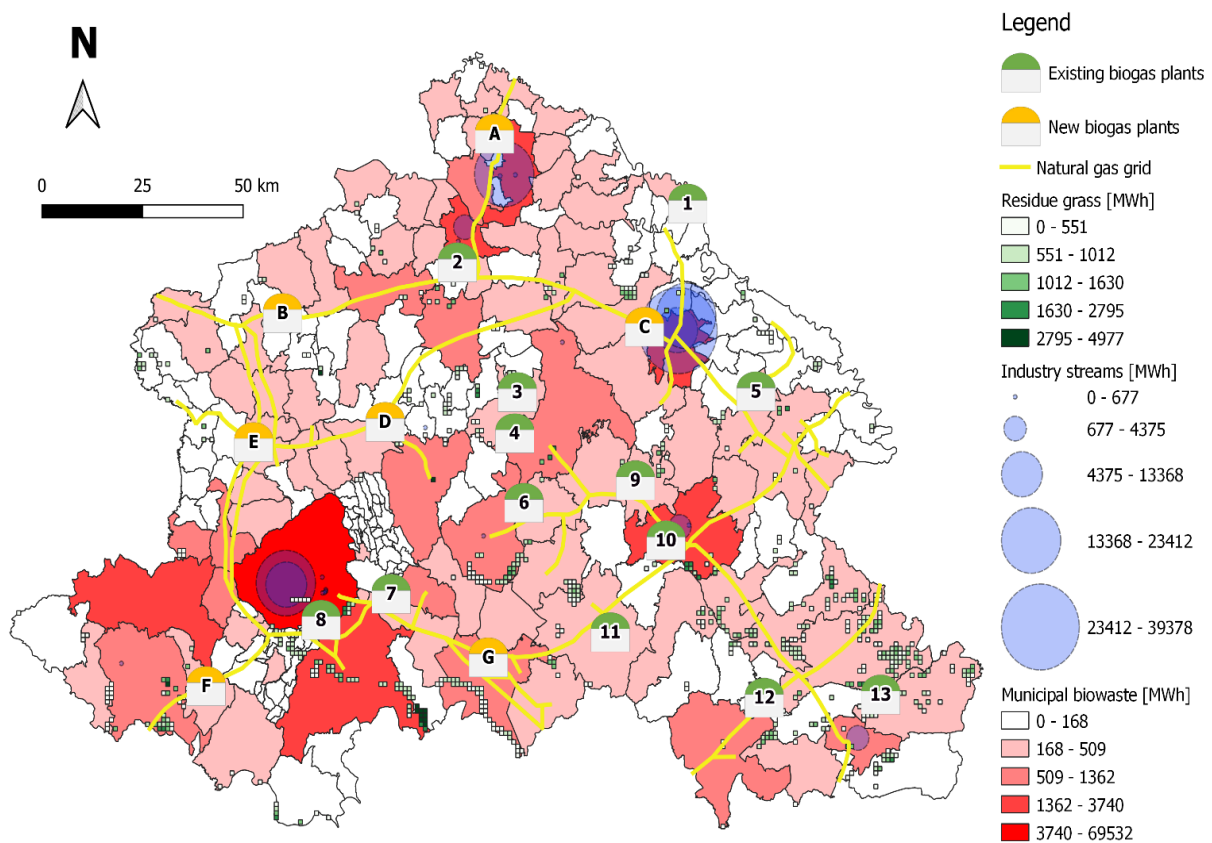 N
0 25 50 km
A
1
2
B
C
3
5
D
4
E
9
6
10
7
8
11
G
F
12
13
Legend
Existing biogas plants
New biogas plants
Natural gas grid
Residue grass [MWh]
0 - 551
551 - 1012
1012 - 1630
1630 - 2795
2795 - 4977
Industry streams [MWh]
0 - 677
677 - 4375
4375 - 13368
13368 - 23412
23412 - 39378
Municipal biowaste [MWh]
0 - 168
168 - 509
509 - 1362
1362 - 3740
3740 - 69532